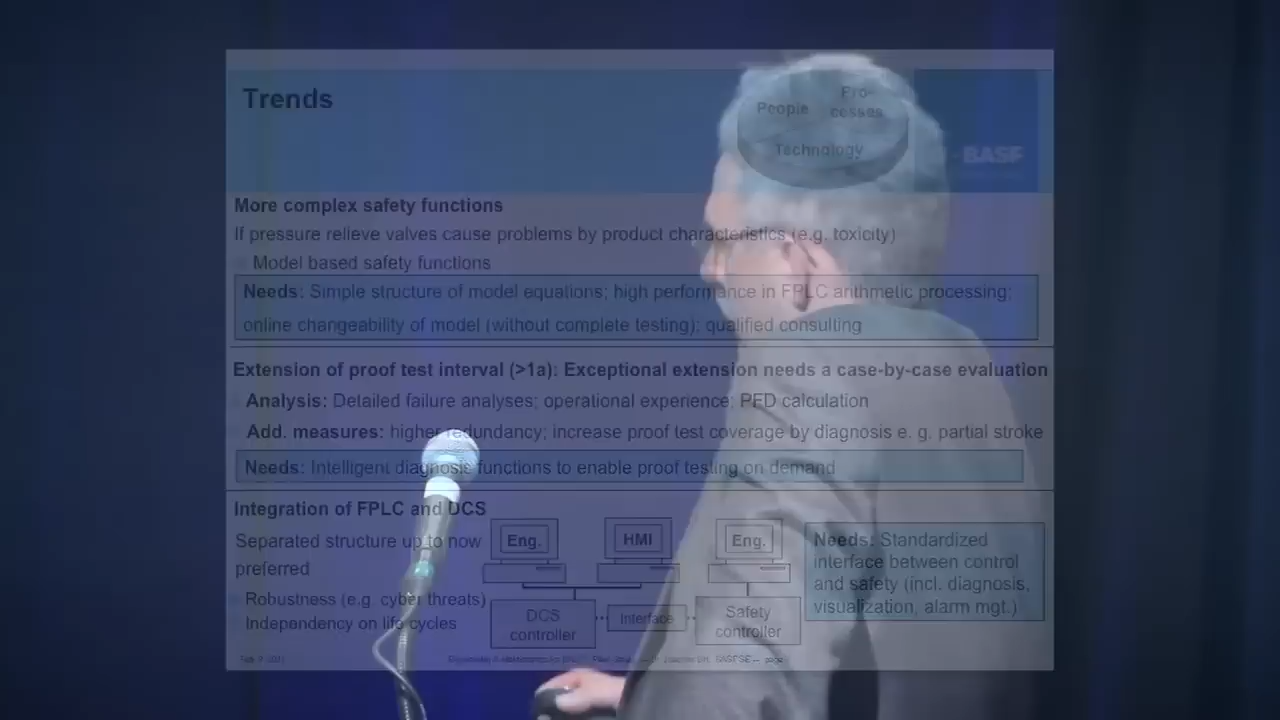 Trends
People
Pro-
cesses
Technology
BASF
More complex safety functions
If pressure relieve valves cause problems by product characteristics (e.g. toxicity)
Model based safety functions
Needs: Simple structure of model equations; high performance in FPLC arithmetic processing;
online changeability of model (without complete testing); qualified consulting
Extension of proof test interval (>1a): Exceptional extension needs a case-by-case evaluation
Analysis: Detailed failure analyses; operational experience; PFD calculation
Add. measures: higher redundancy; increase proof test coverage by diagnosis e. g. partial stroke
Needs: Intelligent diagnosis functions to enable proof testing on demand
Integration of FPLC and DCS
Separated structure up to now
preferred
Robustness (e.g. cyber threats)
Independency on life cycles
Eng.
HMI
Eng.
DCS
controller
Interface
Safety
controller
Needs: Standardized
interface between control
and safety (incl. diagnosis,
visualization, alarm mgt.)
BASF SE
page